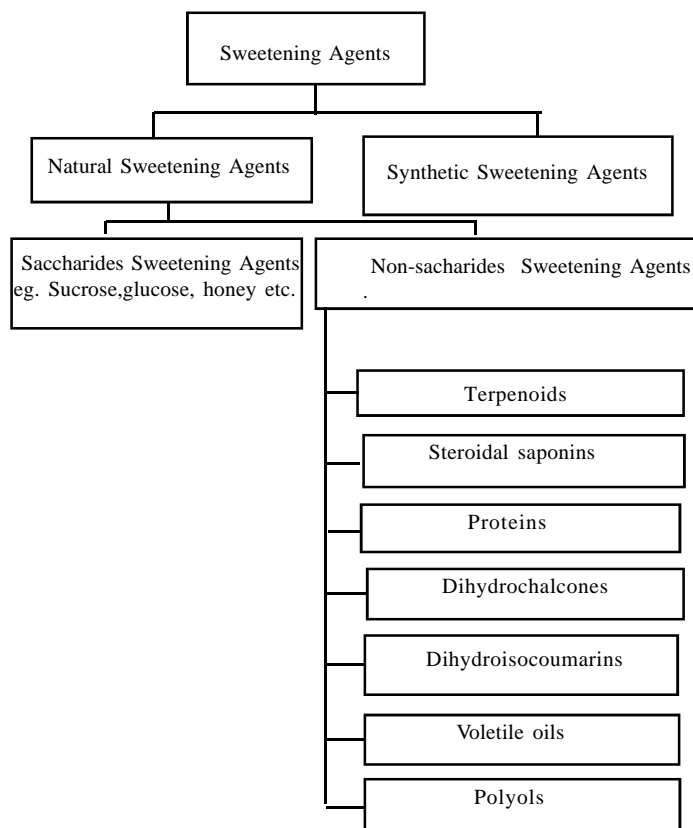 Sweetening Agents
Natural Sweetening Agents
Synthetic Sweetening Agents
Saccharides Sweetening Agents
eg. Sucrose,glucose, honey etc.
Non-sacharides Sweetening Agents
.
Terpenoids
Steroidal saponins
Proteins
Dihydrochalcones
Dihydroisocoumarins
Voletile oils
Polyols